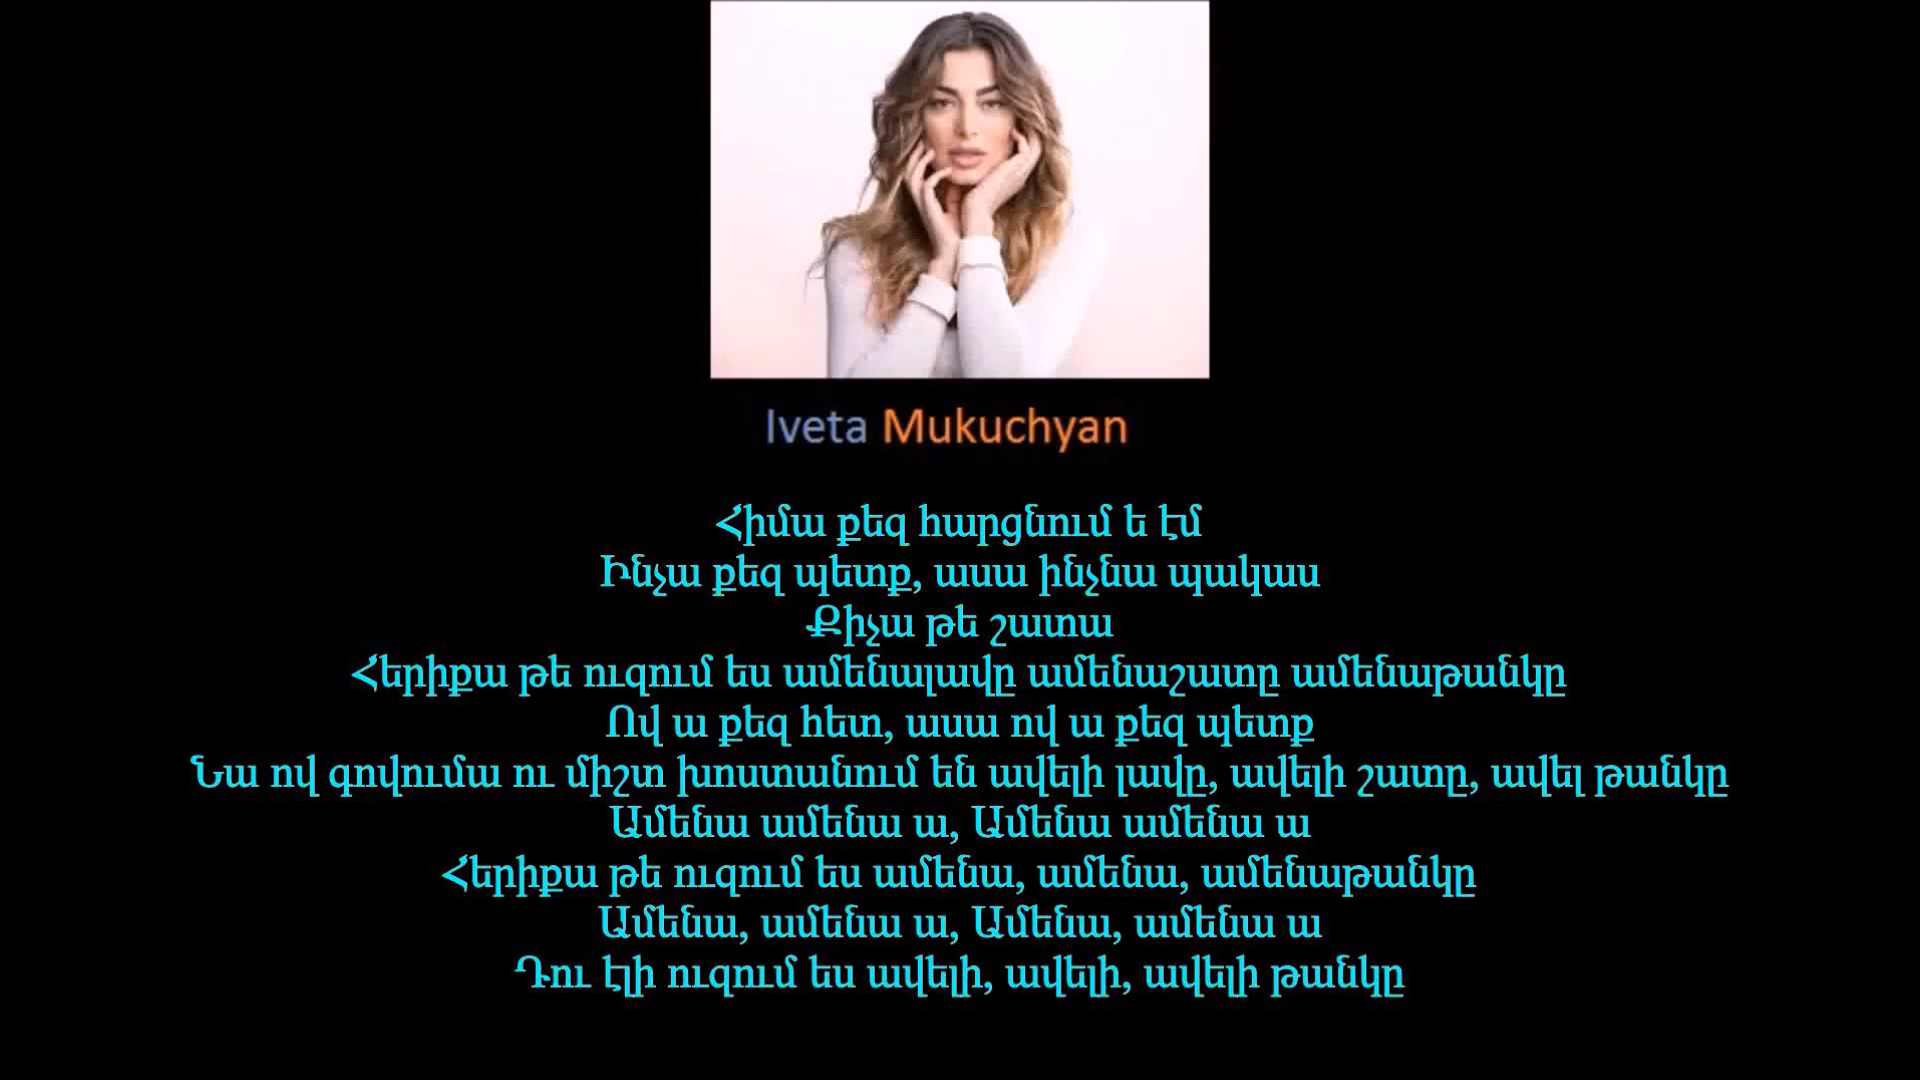 Iveta Mukuchyan
Հիմա քեզ հարցնում ե էմ
Ինչա քեզ պետք, ասա ինչնա պակաս
Քիչա թե շատա
Հերիքա թե ուզում ես ամենալավը ամենաշատը ամենաթանկը
Ով ա քեզ հետ, ասա ով ա քեզ պետք
Նա ով գովումա ու միշտ խոստանում են ավելի լավը, ավելի շատը, ավել թանկը
Ամենա ամենա ա, Ամենա ամենա ա
Հերիքա թե ուզում ես ամենա, ամենա, ամենաթանկը
Ամենա, ամենա ա, Ամենա, ամենա ա
Դու էլի ուզում ես ավելի, ավելի, ավելի թանկը